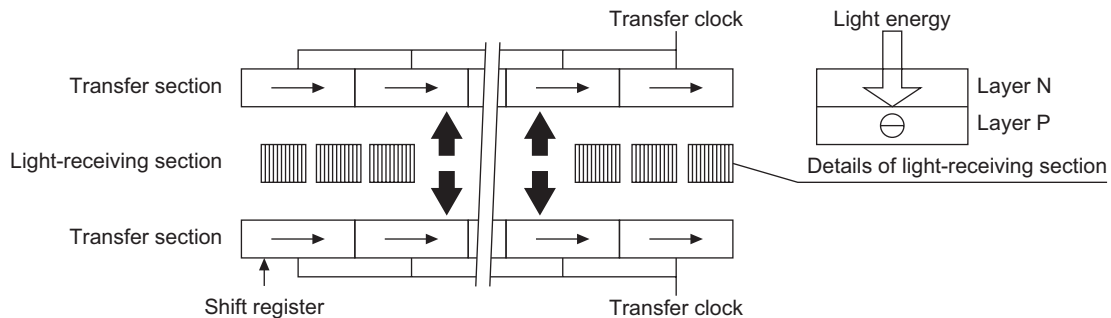 Transfer clock
Light energy
Transfer section
Layer N
Layer P
Light-receiving section
Details of light-receiving section
Transfer section
Shift register
Transfer clock